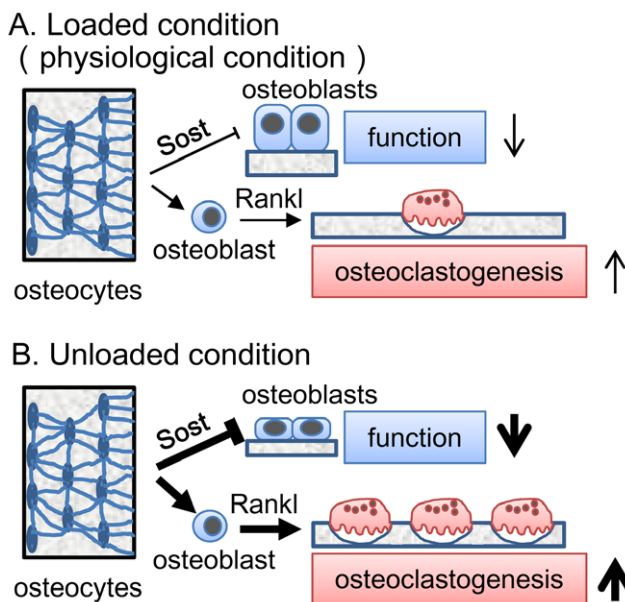 A. Loaded condition
( physiological condition )
osteoblasts
Sost
function
Rankl
osteoblast
osteocytes
osteoclastogenesis
B. Unloaded condition
osteoblasts
Sost
function
Rankl
osteoblast
osteocytes
osteoclastogenesis